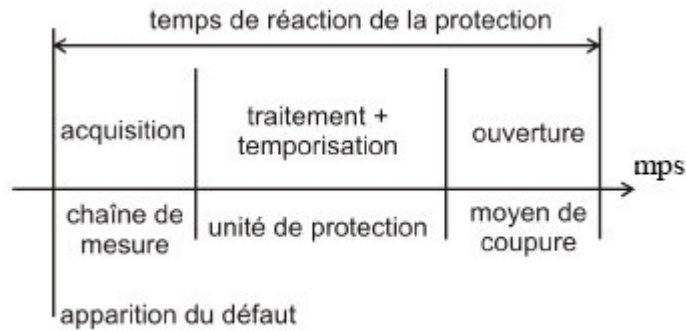 temps de réaction de la protection
acquisition
traitement +
temporisation
ouverture
mps
chaîne de
mesure
unité de protection
moyen de
coupure
apparition du défaut